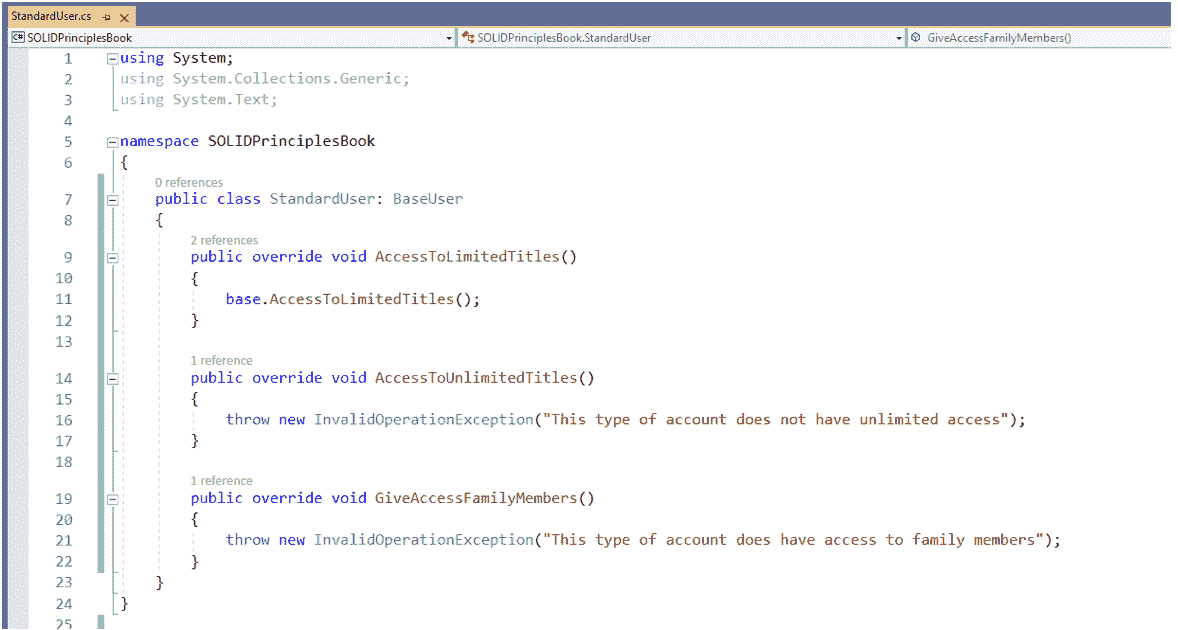 StandardUser.cs
C# SOLIDPrinciplesBook SOLIDPrinciplesBook.StandardUser GiveAccessFamilyMembers()
1 using System;
2 using System.Collections.Generic;
3 using System.Text;
4
5 namespace SOLIDPrinciplesBook
6 {
0 references
7 public class StandardUser: BaseUser
8 {
2 references
9 public override void AccessToLimitedTitles()
10 {
11 base.AccessToLimitedTitles();
12 }
13
1 reference
14 public override void AccessToUnlimitedTitles()
15 {
16 throw new InvalidOperationException("This type of account does not have unlimited access");
17 }
18
1 reference
19 public override void GiveAccessFamilyMembers()
20 {
21 throw new InvalidOperationException("This type of account does have access to family members");
22 }
23 }
24 }
25